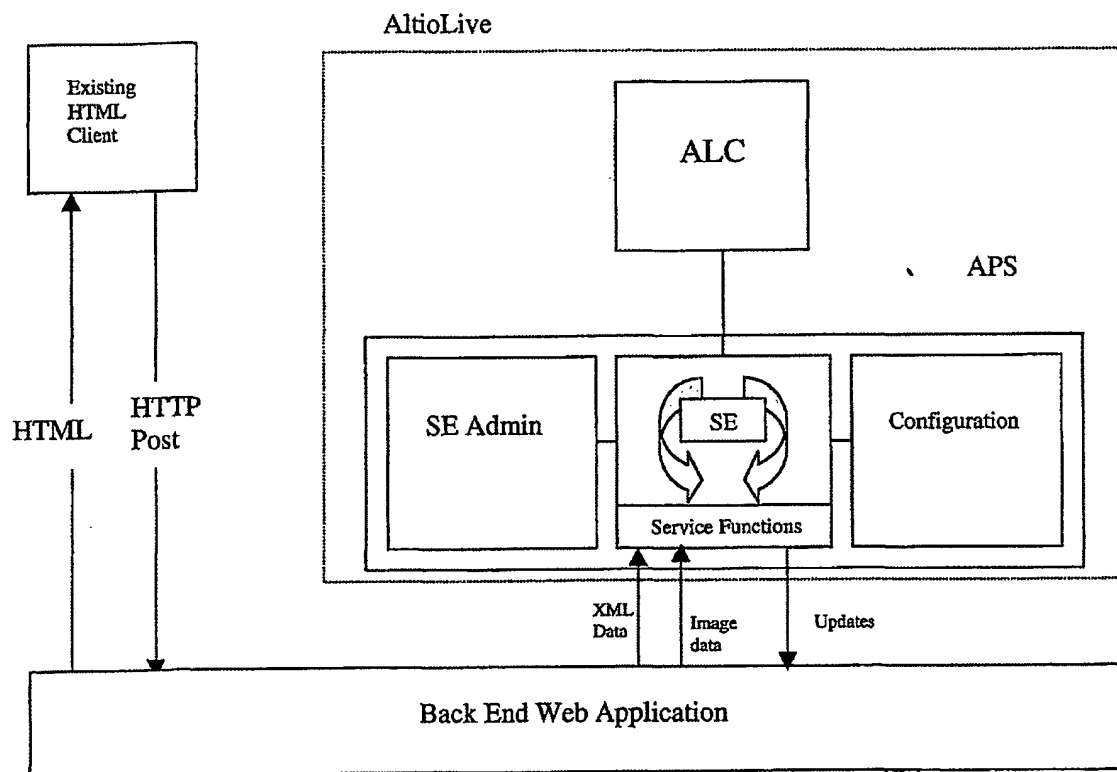 AltioLive
Existing
HTML
Client
ALC
APS
HTML
HTTP
Post
SE Admin
SE
Configuration
Service Functions
XML
Data
Image
data
Updates
Back End Web Application